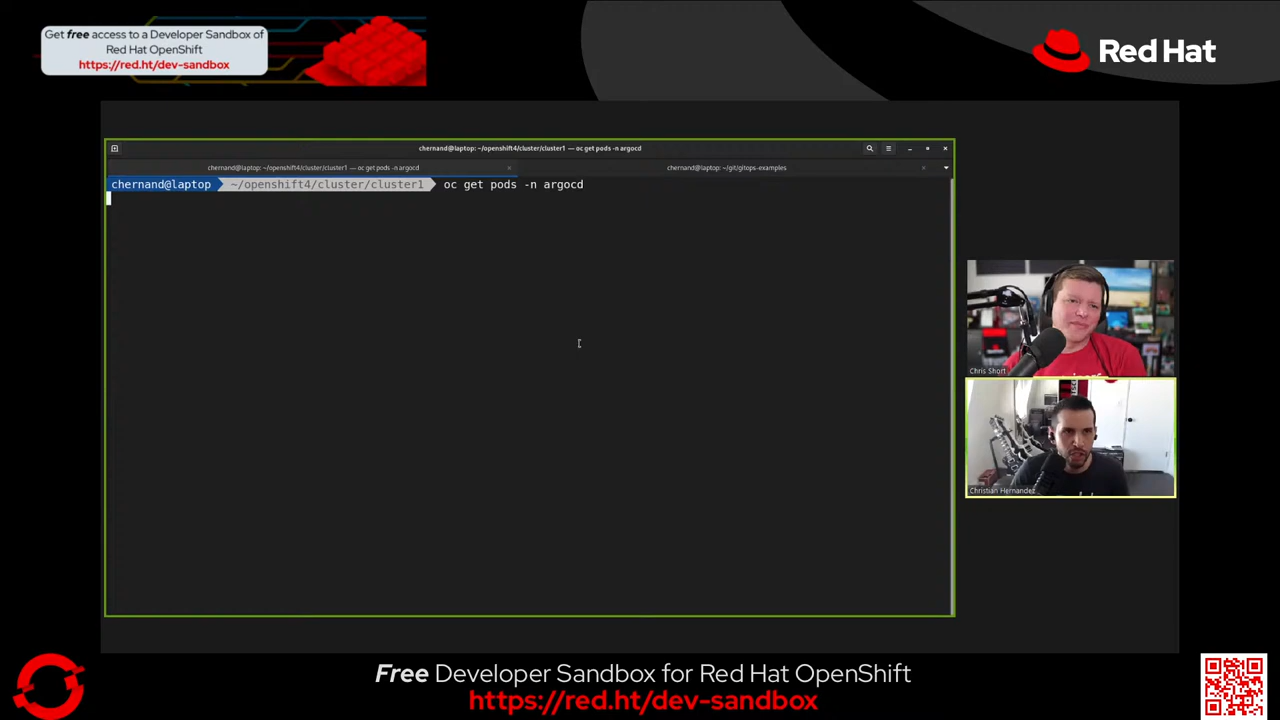 Get free access to a Developer Sandbox of
Red Hat OpenShift
https://red.ht/dev-sandbox
Red Hat
chernand@laptop: ~/openshift4/cluster/cluster1 — oc get pods -n argocd
chernand@laptop: ~/openshift4/cluster/cluster1 — oc get pods -n argocd
chernand@laptop: ~/git/gitops-examples
chernand@laptop ~/openshift4/cluster/cluster1 oc get pods -n argocd
Chris Short
Christian Hernandez
Free Developer Sandbox for Red Hat OpenShift
https://red.ht/dev-sandbox